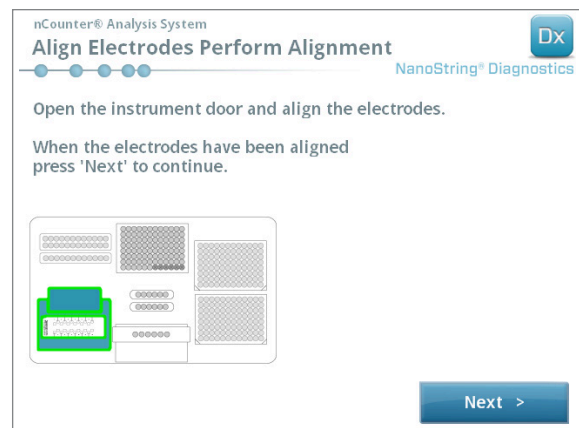 nCounter® Analysis System
Align Electrodes Perform Alignment
Dx
NanoString® Diagnostics
Open the instrument door and align the electrodes.
When the electrodes have been aligned
press 'Next' to continue.
Next >